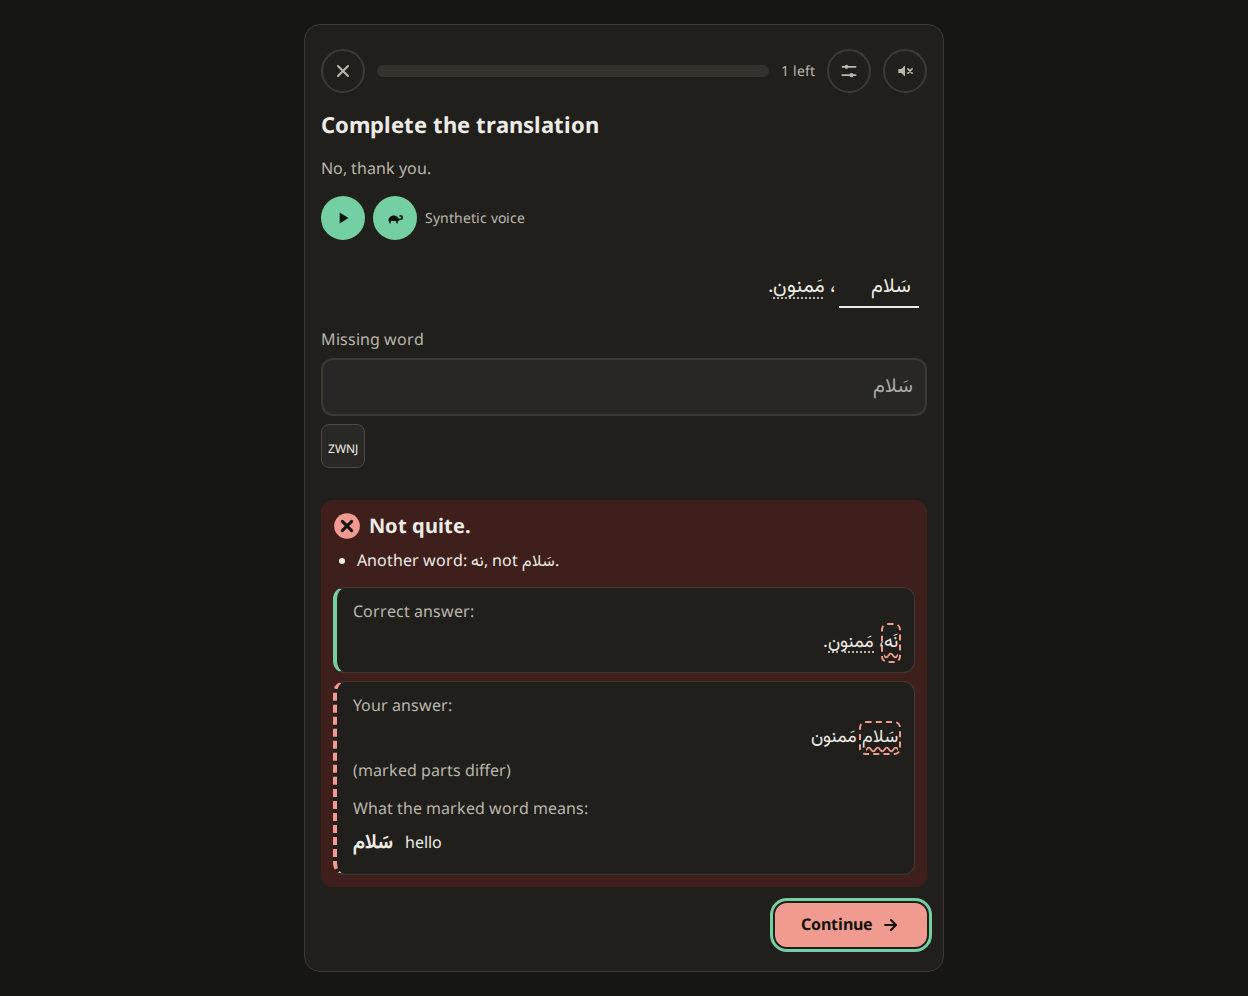 1 left
Complete the translation
No, thank you.
Synthetic voice
سَلام، مَمنون.
Missing word
سَلام
ZWNJ
Not quite.
Another word: نه, not سَلام.
Correct answer:
نَه، مَمنون.
Your answer:
سَلام مَمنون
(marked parts differ)
What the marked word means:
سَلام hello
Continue